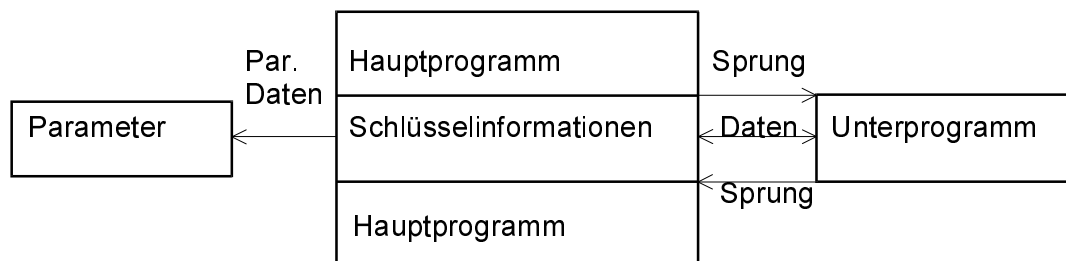 Par.
Daten
Hauptprogramm
Sprung
Parameter
Schlüsselinformationen
Daten
Unterprogramm
Sprung
Hauptprogramm